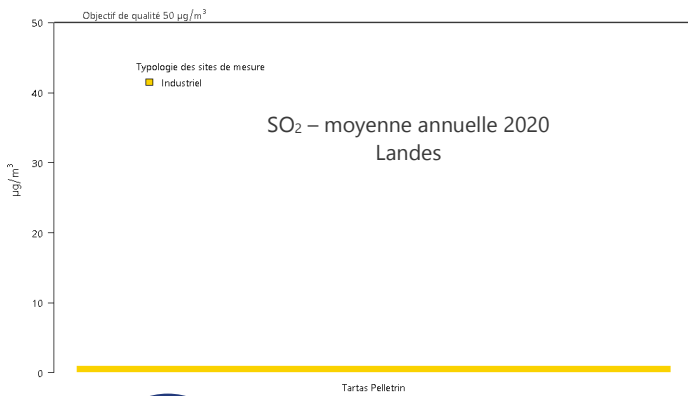 Objectif de qualité 50 µg/m³
50
Typologie des sites de mesure
Industriel
40
SO₂ – moyenne annuelle 2020
Landes
30
µg/m³
20
10
0
Tartas Pelletrin